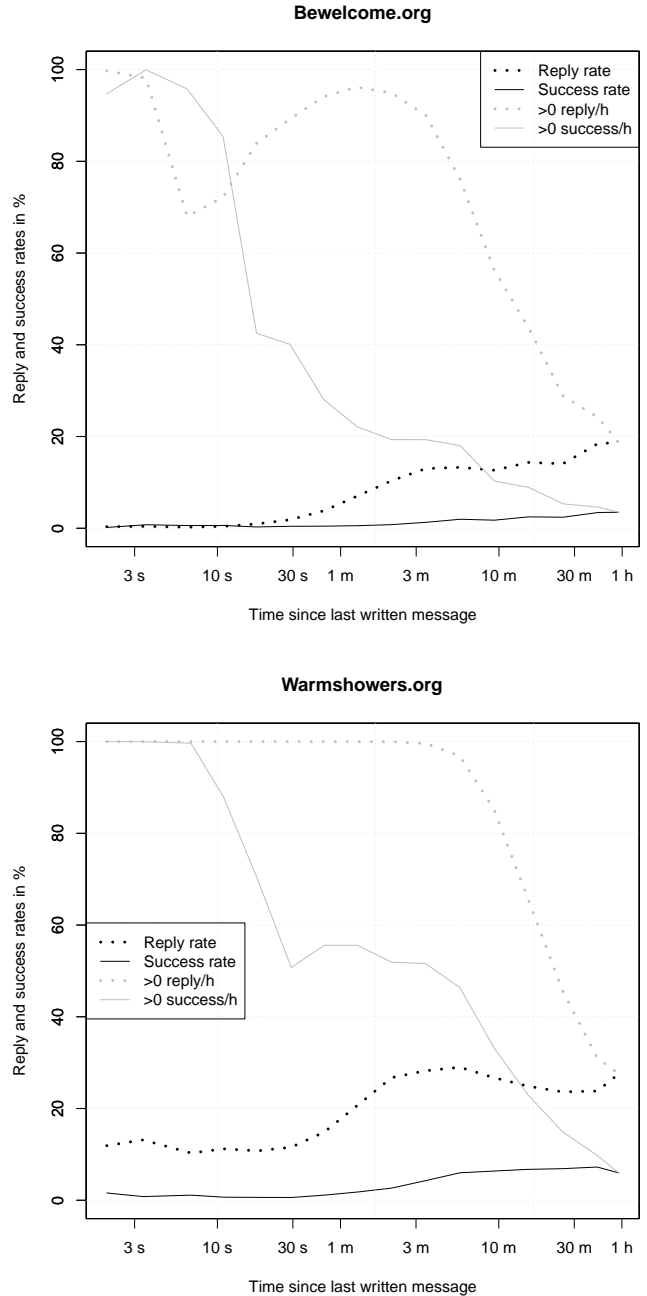 Bewelcome.org
Reply and success rates in %
100
80
60
40
20
0
Reply rate
Success rate
>0 reply/h
>0 success/h
3 s 10 s 30 s 1 m 3 m 10 m 30 m 1 h
Time since last written message
Warmshowers.org
Reply and success rates in %
100
80
60
40
20
0
Reply rate
Success rate
>0 reply/h
>0 success/h
3 s 10 s 30 s 1 m 3 m 10 m 30 m 1 h
Time since last written message